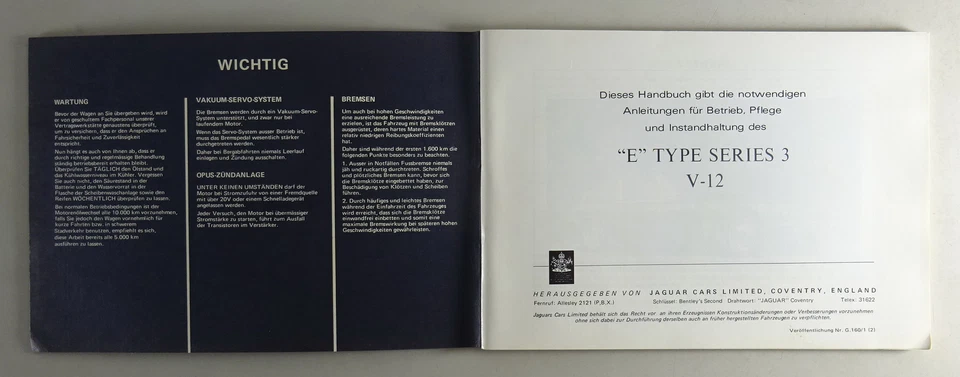 WICHTIG
WARTUNG
Bevor der Wagen an Sie übergeben wird, wird
er von geschultem Fachpersonal unserer
Vertragswerkstätte genaustens überprüft,
um zu versichern, dass er den Ansprüchen an
Fahrsicherheit und Zuverlässigkeit
entspricht.
Nun hängt es auch von Ihnen ab, dass er
durch richtige und regelmässige Behandlung
ständig betriebsbereit erhalten bleibt.
Überprüfen Sie TÄGLICH den Ölstand und
das Kühlwasserniveau im Kühler. Vergessen
Sie auch nicht, den Säurestand in der
Batterie und den Wasservorrat in der
Flasche der Scheibenwaschanlage sowie den
Reifen WÖCHENTLICH überprüfen zu lassen.
Bei normalen Betriebsbedingungen ist der
Motorenölwechsel alle 10.000 km vorzunehmen,
falls Sie jedoch den Wagen vornehmlich für
kurze Fahrten bzw. in schwerem
Stadverkehr benutzen, empfiehlt es sich,
diese Arbeit bereits alle 5.000 km
ausführen zu lassen.
VAKUUM-SERVO-SYSTEM
Die Bremsen werden durch ein Vakuum-Servo-
System unterstützt, und zwar nur bei
laufendem Motor.
Wenn das Servo-System ausser Betrieb ist,
muss das Bremspedal wesentlich stärker
durchgetreten werden.
Daher bei Bergabfahrten niemals Leerlauf
einlegen und Zündung ausschalten.
OPUS-ZÜNDANLAGE
UNTER KEINEN UMSTÄNDEN darf der
Motor bei Stromzufuhr von einer Fremdquelle
mit über 20V oder einem Schnelladegerät
angelassen werden.
Jeder Versuch, den Motor bei übermässiger
Stromstärke zu starten, führt zum Ausfall
der Transistoren im Verstärker.
BREMSEN
Um auch bei hohen Geschwindigkeiten
eine ausreichende Bremsleistung zu
erzielen, ist das Fahrzeug mit Bremsklötzen
ausgerüstet, deren hartes Material einen
relativ niedrigen Reibungskoeffizienten
hat.
Daher sind während der ersten 1.600 km die
folgenden Punkte besonders zu beachten.
1. Ausser in Notfällen Fussbremse niemals
jäh und ruckartig durchtreten. Schroffes
und plötzliches Bremsen kann, bevor sich
die Bremsklötze eingebettet haben, zur
Beschädigung von Klötzen und Scheiben
führen.
2. Durch häufiges und leichtes Bremsen
während der Einfahrzeit des Fahrzeuges
wird erreicht, dass sich die Bremsklötze
einwandfrei einbetten und somit eine
maximale Bremswirkung bei späteren hohen
Geschwindigkeiten gewährleisten.
Dieses Handbuch gibt die notwendigen
Anleitungen für Betrieb, Pflege
und Instandhaltung des
“E” TYPE SERIES 3
V-12
HERAUSGEGEBEN VON JAGUAR CARS LIMITED, COVENTRY, ENGLAND
Fernruf: Allesley 2121 (P.B.X.) Schlüssel: Bentley's Second Drahtwort: "JAGUAR" Coventry Telex: 31622
Jaguars Cars Limited behält sich das Recht vor, an ihren Erzeugnissen Konstruktionsänderungen oder Verbesserungen vorzunehmen
ohne sich dabei zur Durchführung derselben auch an früher hergestellten Fahrzeugen zu verpflichten.
Veröffentlichung Nr. G.160/1 (2)